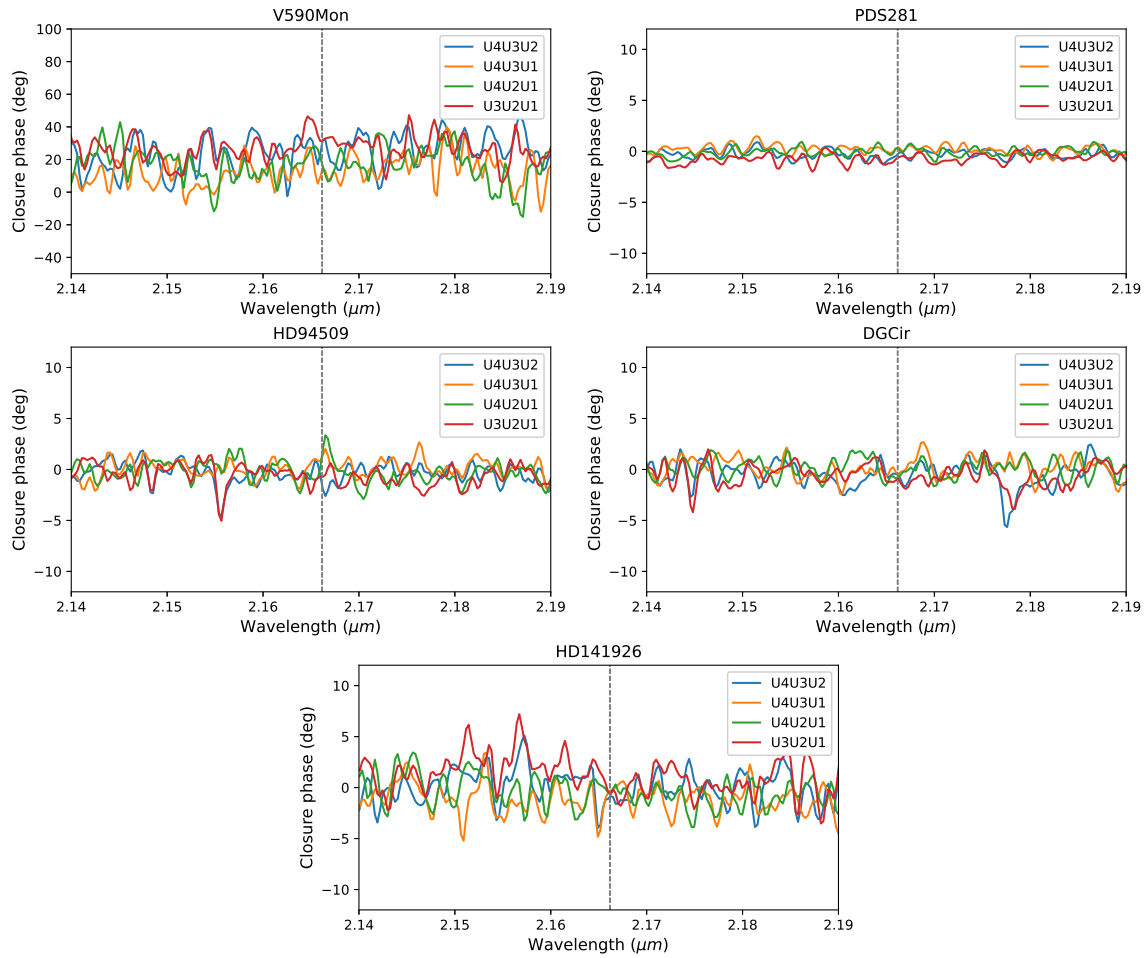 V590Mon
100
80
60
40
20
0
−20
−40
Closure phase (deg)
U4U3U2
U4U3U1
U4U2U1
U3U2U1
2.14 2.15 2.16 2.17 2.18 2.19
Wavelength (μm)
PDS281
10
5
0
−5
−10
Closure phase (deg)
U4U3U2
U4U3U1
U4U2U1
U3U2U1
2.14 2.15 2.16 2.17 2.18 2.19
Wavelength (μm)
HD94509
10
5
0
−5
−10
Closure phase (deg)
U4U3U2
U4U3U1
U4U2U1
U3U2U1
2.14 2.15 2.16 2.17 2.18 2.19
Wavelength (μm)
DGCir
10
5
0
−5
−10
Closure phase (deg)
U4U3U2
U4U3U1
U4U2U1
U3U2U1
2.14 2.15 2.16 2.17 2.18 2.19
Wavelength (μm)
HD141926
10
5
0
−5
−10
Closure phase (deg)
U4U3U2
U4U3U1
U4U2U1
U3U2U1
2.14 2.15 2.16 2.17 2.18 2.19
Wavelength (μm)